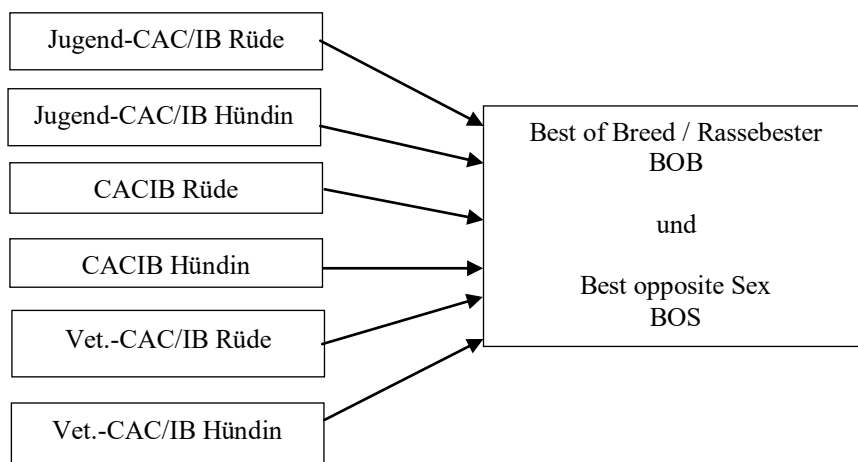 Jugend-CAC/IB Rüde
Jugend-CAC/IB Hündin
CACIB Rüde
CACIB Hündin
Vet.-CAC/IB Rüde
Vet.-CAC/IB Hündin
Best of Breed / Rassebester
BOB
und
Best opposite Sex
BOS